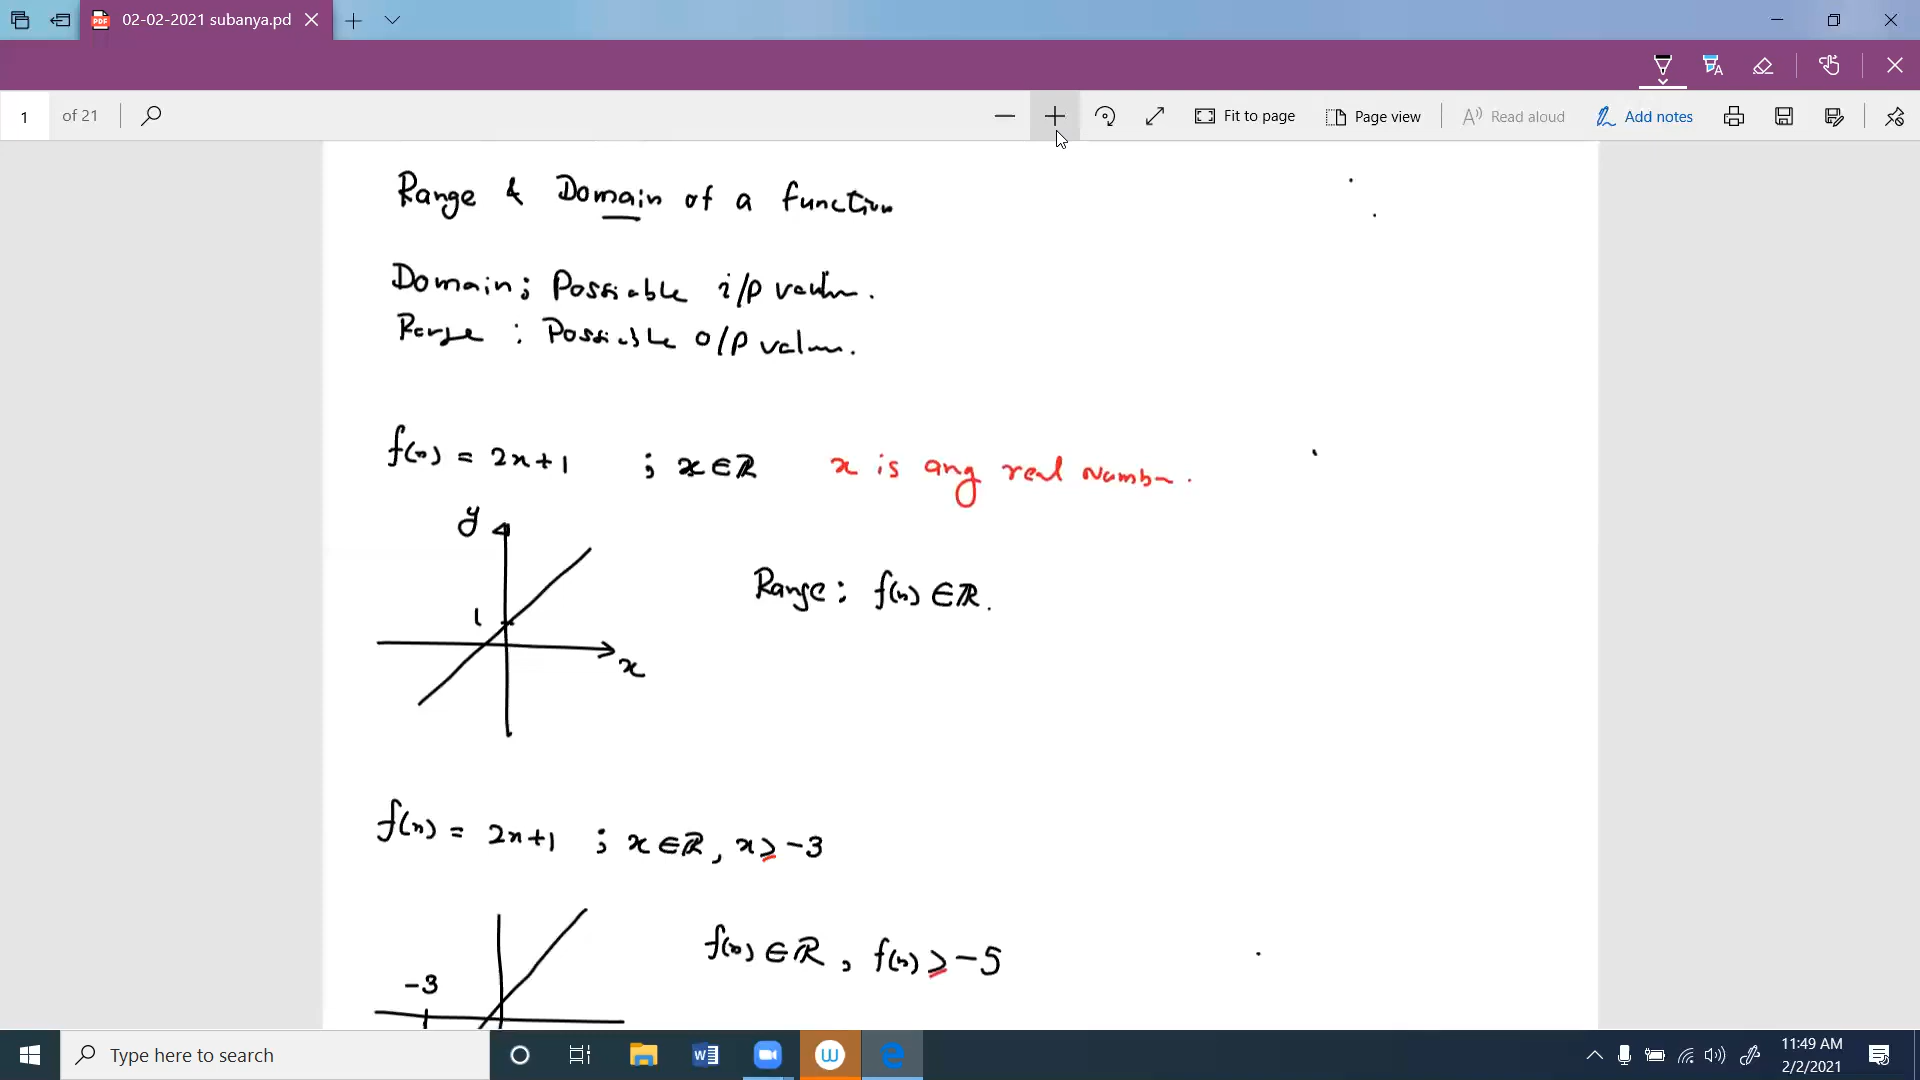 02-02-2021 subanya.pd
1 of 21
Fit to page
Page view
Read aloud
Add notes
Range & Domain of a function
Domain; Possiable i/p value.
Range : Possiable o/p value.
f(x) = 2x+1 ; x∈ℝ x is any real Number.
y
1
x
Range: f(x) ∈ℝ.
f(x) = 2x+1 ; x∈ℝ, x≥-3
f(x)∈ℝ, f(x)≥-5
-3
Type here to search
11:49 AM
2/2/2021